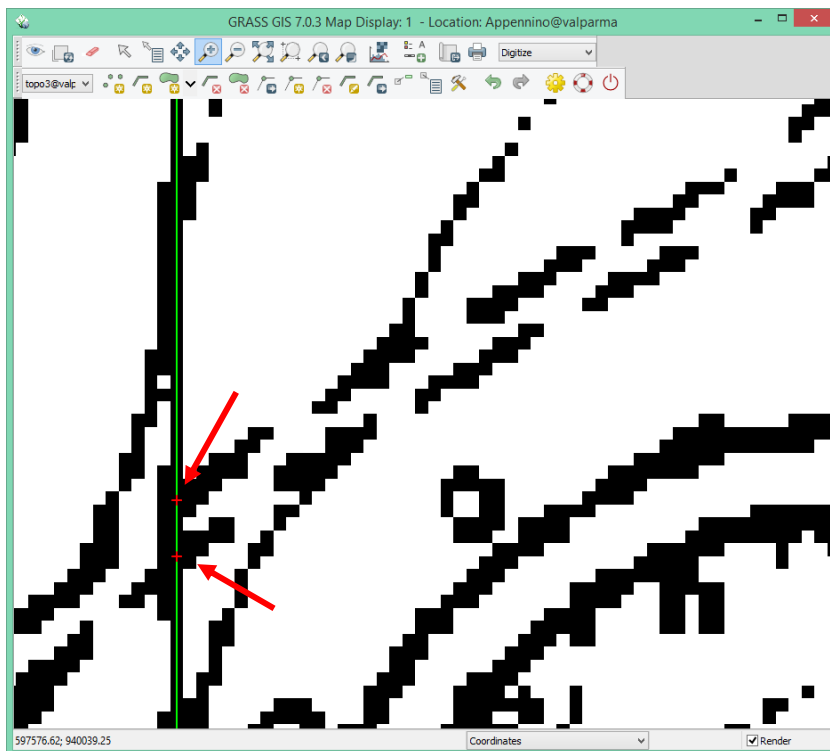 GRASS GIS 7.0.3 Map Display: 1 - Location: Appennino@valparma
Digitize
topo3@valp
597576.62; 940039.25
Coordinates
Render